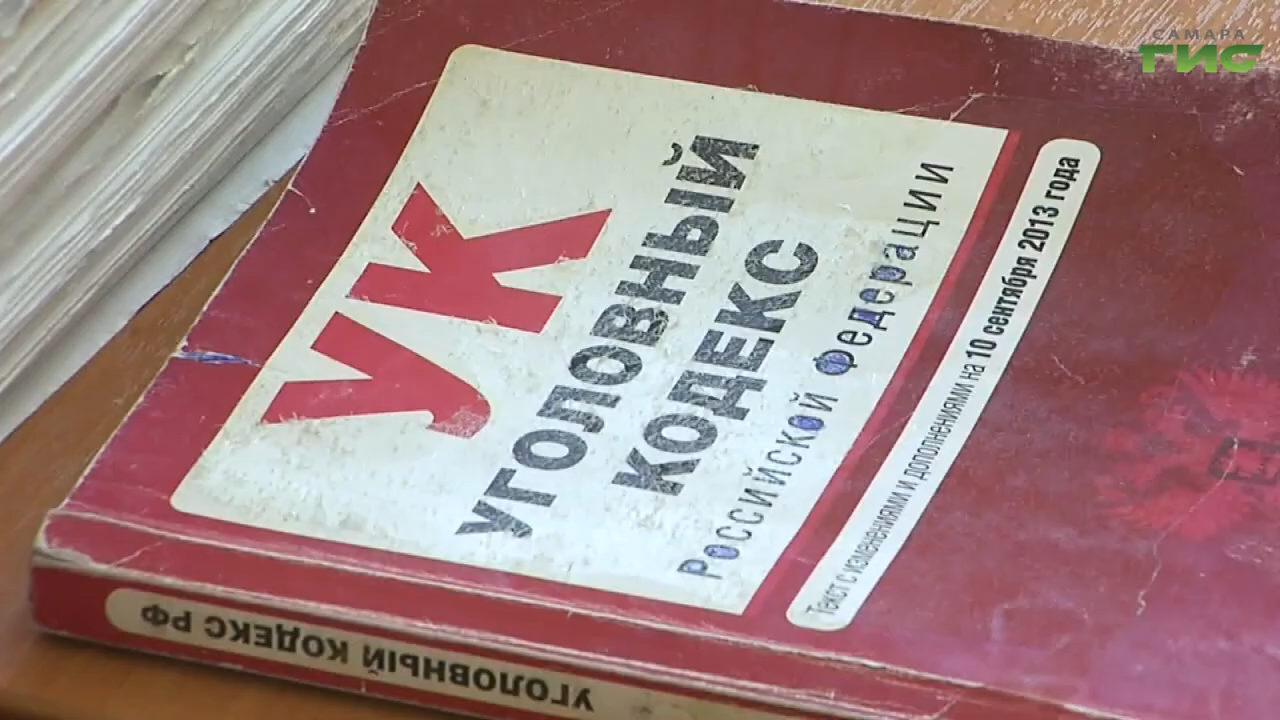 САМАРА
ГИС
УК
УГОЛОВНЫЙ
КОДЕКС
РОССИЙСКОЙ ФЕДЕРАЦИИ
Текст с изменениями и дополнениями на 10 сентября 2013 года
УГОЛОВНЫЙ КОДЕКС РФ